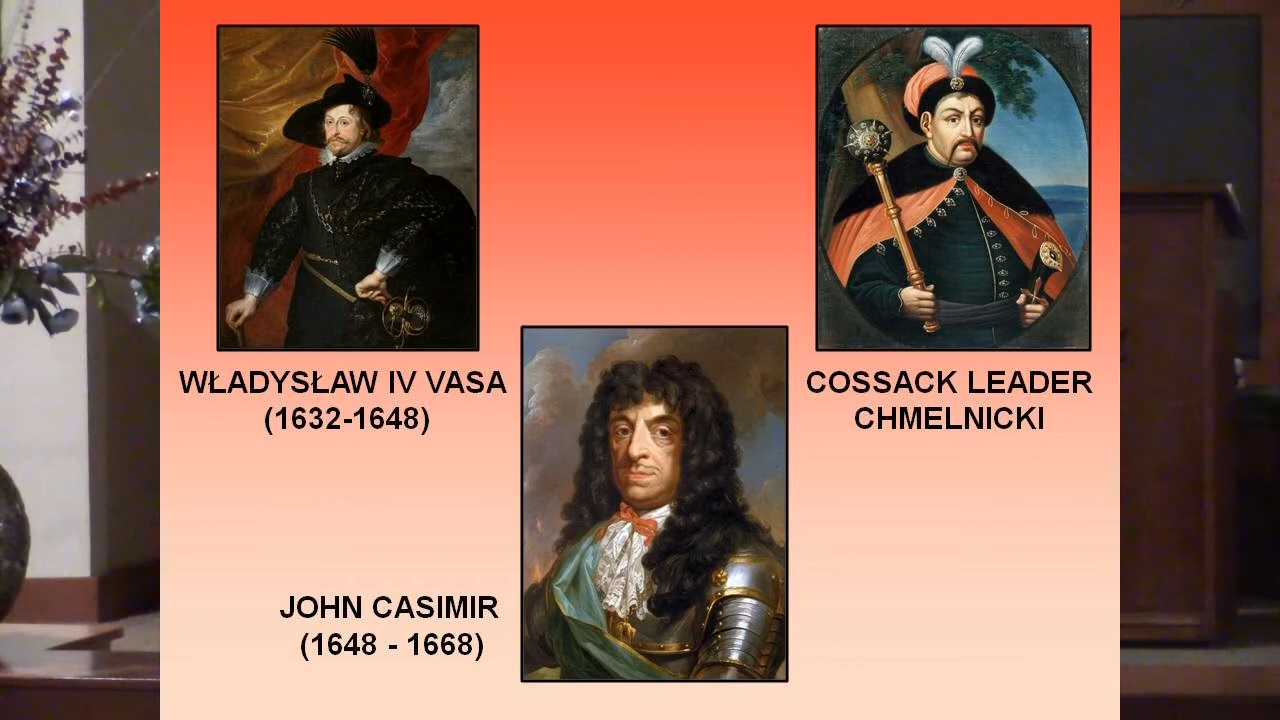 WŁADYSŁAW IV VASA
(1632-1648)
COSSACK LEADER
CHMELNICKI
JOHN CASIMIR
(1648 - 1668)